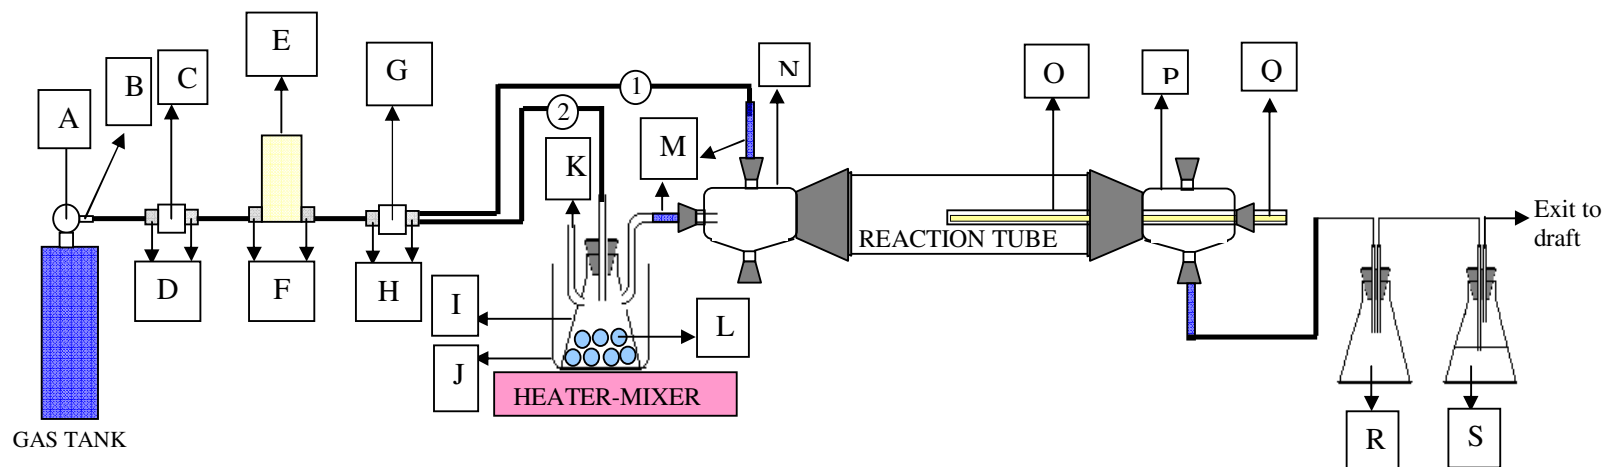 A
B
C
E
G
1
2
K
M
N
O
P
Q
D
F
H
I
J
L
REACTION TUBE
Exit to
draft
HEATER-MIXER
GAS TANK
R
S